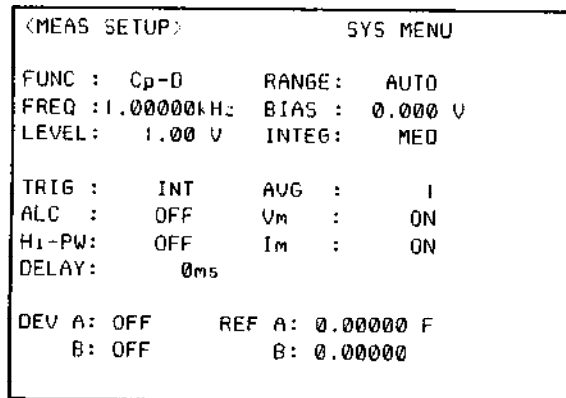 <MEAS SETUP> SYS MENU
FUNC : Cp-D RANGE: AUTO
FREQ :1.00000kHz BIAS : 0.000 V
LEVEL: 1.00 V INTEG: MED
TRIG : INT AVG : 1
ALC : OFF Vm : ON
Hi-PW: OFF Im : ON
DELAY: 0ms
DEV A: OFF REF A: 0.00000 F
B: OFF B: 0.00000